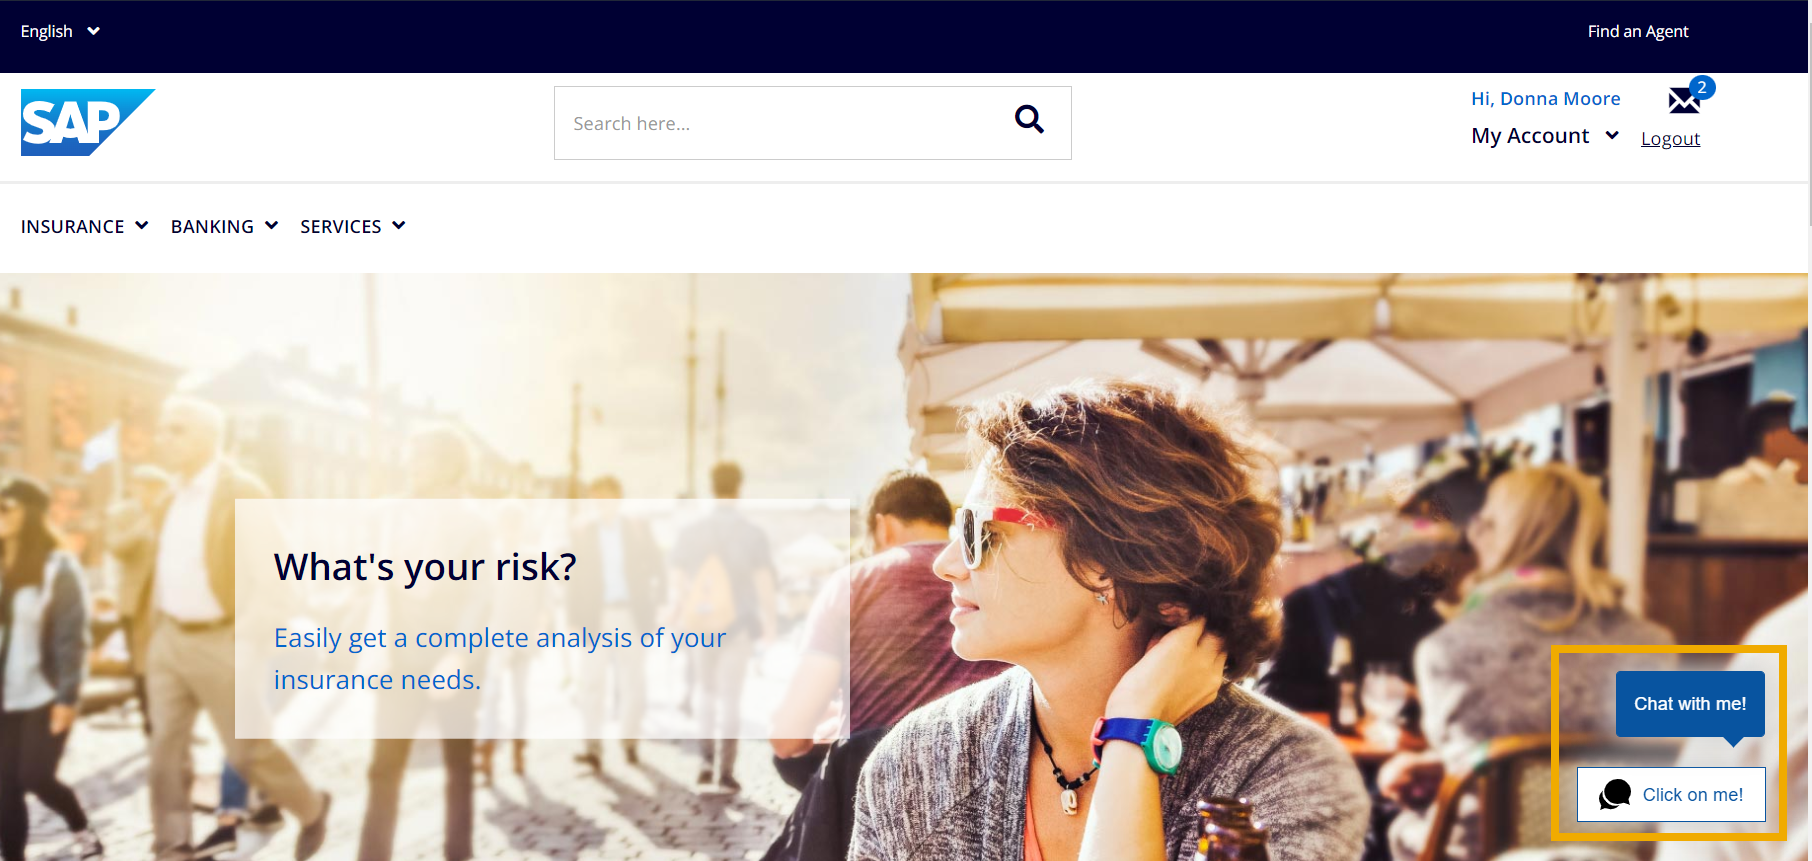 English
Find an Agent
SAP
Search here...
Hi, Donna Moore
2
My Account
Logout
INSURANCE BANKING SERVICES
What's your risk?
Easily get a complete analysis of your
insurance needs.
Chat with me!
Click on me!